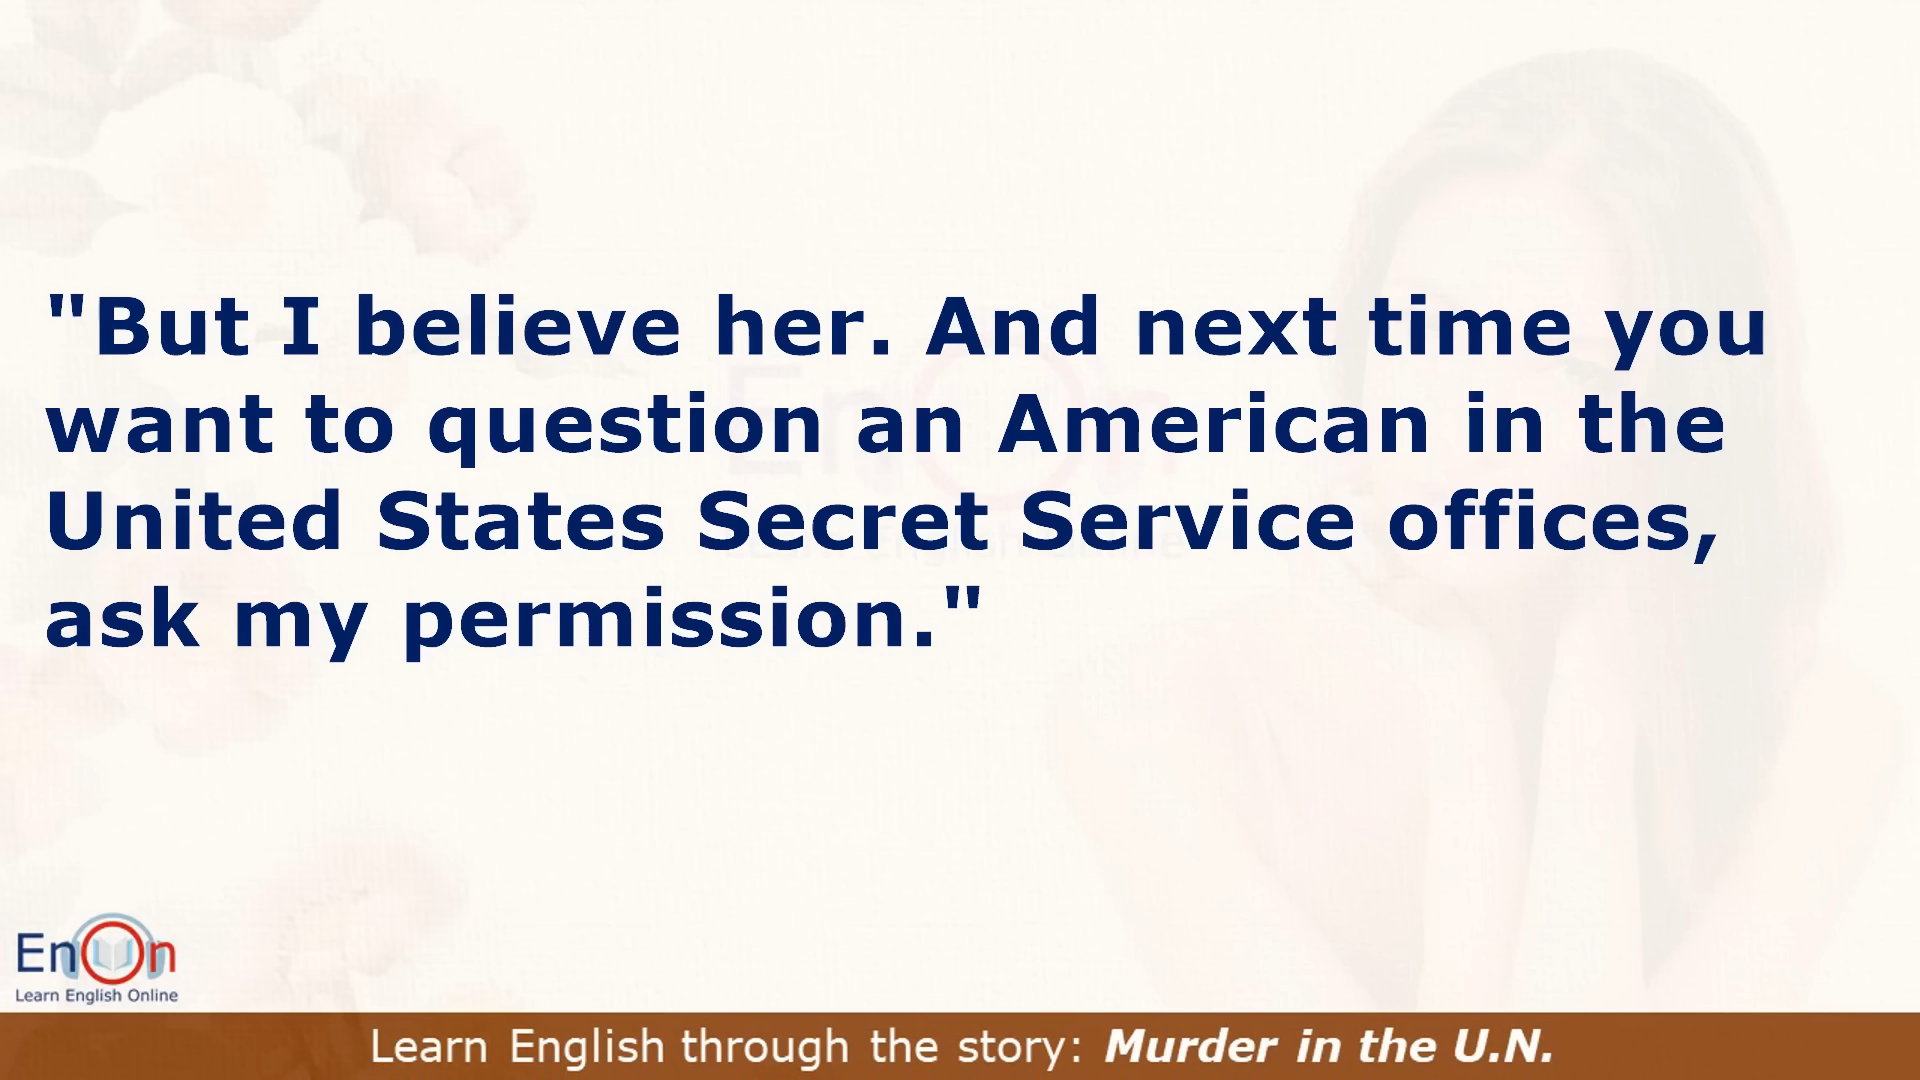 "But I believe her. And next time you
want to question an American in the
United States Secret Service offices,
ask my permission."
EnOn
Learn English Online
Learn English through the story: Murder in the U.N.